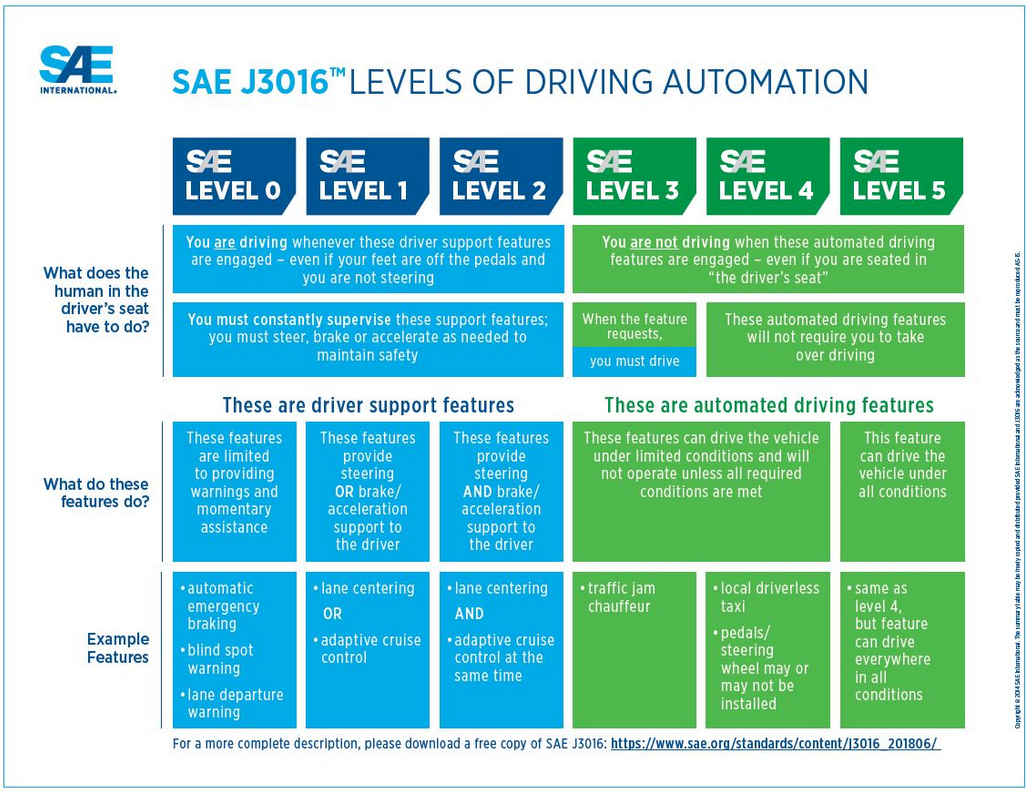 SAE
INTERNATIONAL®
SAE J3016™ LEVELS OF DRIVING AUTOMATION
SAE
LEVEL 0
SAE
LEVEL 1
SAE
LEVEL 2
SAE
LEVEL 3
SAE
LEVEL 4
SAE
LEVEL 5
What does the
human in the
driver's seat
have to do?
You are driving whenever these driver support features
are engaged – even if your feet are off the pedals and
you are not steering
You are not driving when these automated driving
features are engaged – even if you are seated in
“the driver's seat”
You must constantly supervise these support features;
you must steer, brake or accelerate as needed to
maintain safety
When the feature
requests,
you must drive
These automated driving features
will not require you to take
over driving
These are driver support features
These are automated driving features
What do these
features do?
These features
are limited
to providing
warnings and
momentary
assistance
These features
provide
steering
OR brake/
acceleration
support to
the driver
These features
provide
steering
AND brake/
acceleration
support to
the driver
These features can drive the vehicle
under limited conditions and will
not operate unless all required
conditions are met
This feature
can drive the
vehicle under
all conditions
Example
Features
•automatic
emergency
braking
•blind spot
warning
•lane departure
warning
•lane centering
OR
•adaptive cruise
control
•lane centering
AND
•adaptive cruise
control at the
same time
•traffic jam
chauffeur
•local driverless
taxi
•pedals/
steering
wheel may or
may not be
installed
•same as
level 4,
but feature
can drive
everywhere
in all
conditions
For a more complete description, please download a free copy of SAE J3016: https://www.sae.org/standards/content/j3016_201806/
Copyright © 2014 SAE International. The summary table may be freely copied and distributed provided SAE International and J3016 are acknowledged as the source and must be reproduced AS-IS.